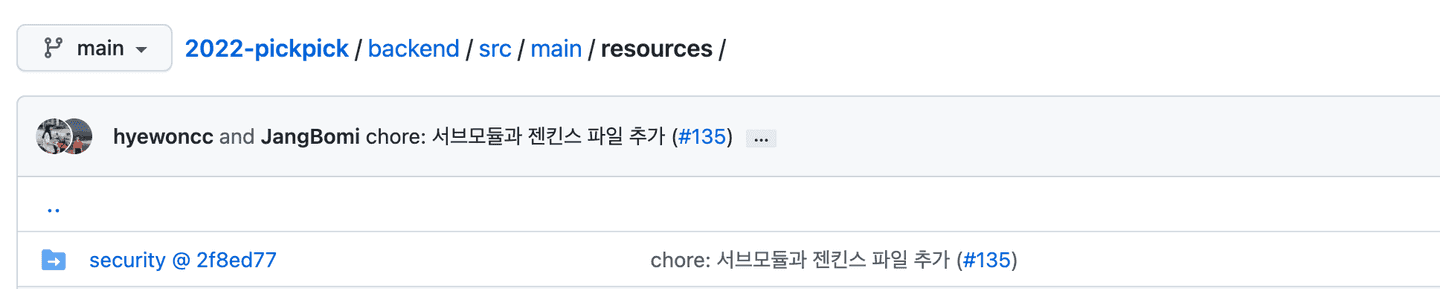 main 2022-pickpick / backend / src / main / resources /
hyewoncc and JangBomi chore: 서브모듈과 젠킨스 파일 추가 (#135) ...
..
security @ 2f8ed77 chore: 서브모듈과 젠킨스 파일 추가 (#135)